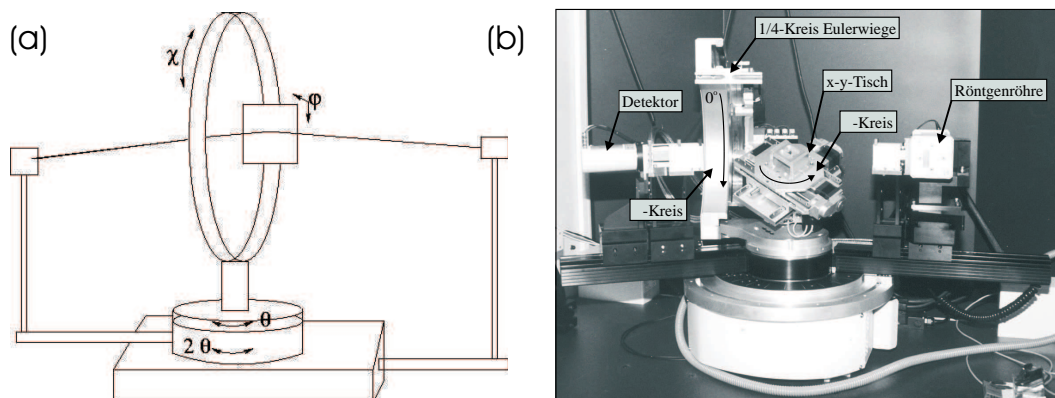 (a)
χ
φ
θ
2 θ
(b)
1/4-Kreis Eulerwiege
x-y-Tisch
Röntgenröhre
Detektor
0°
-Kreis
-Kreis